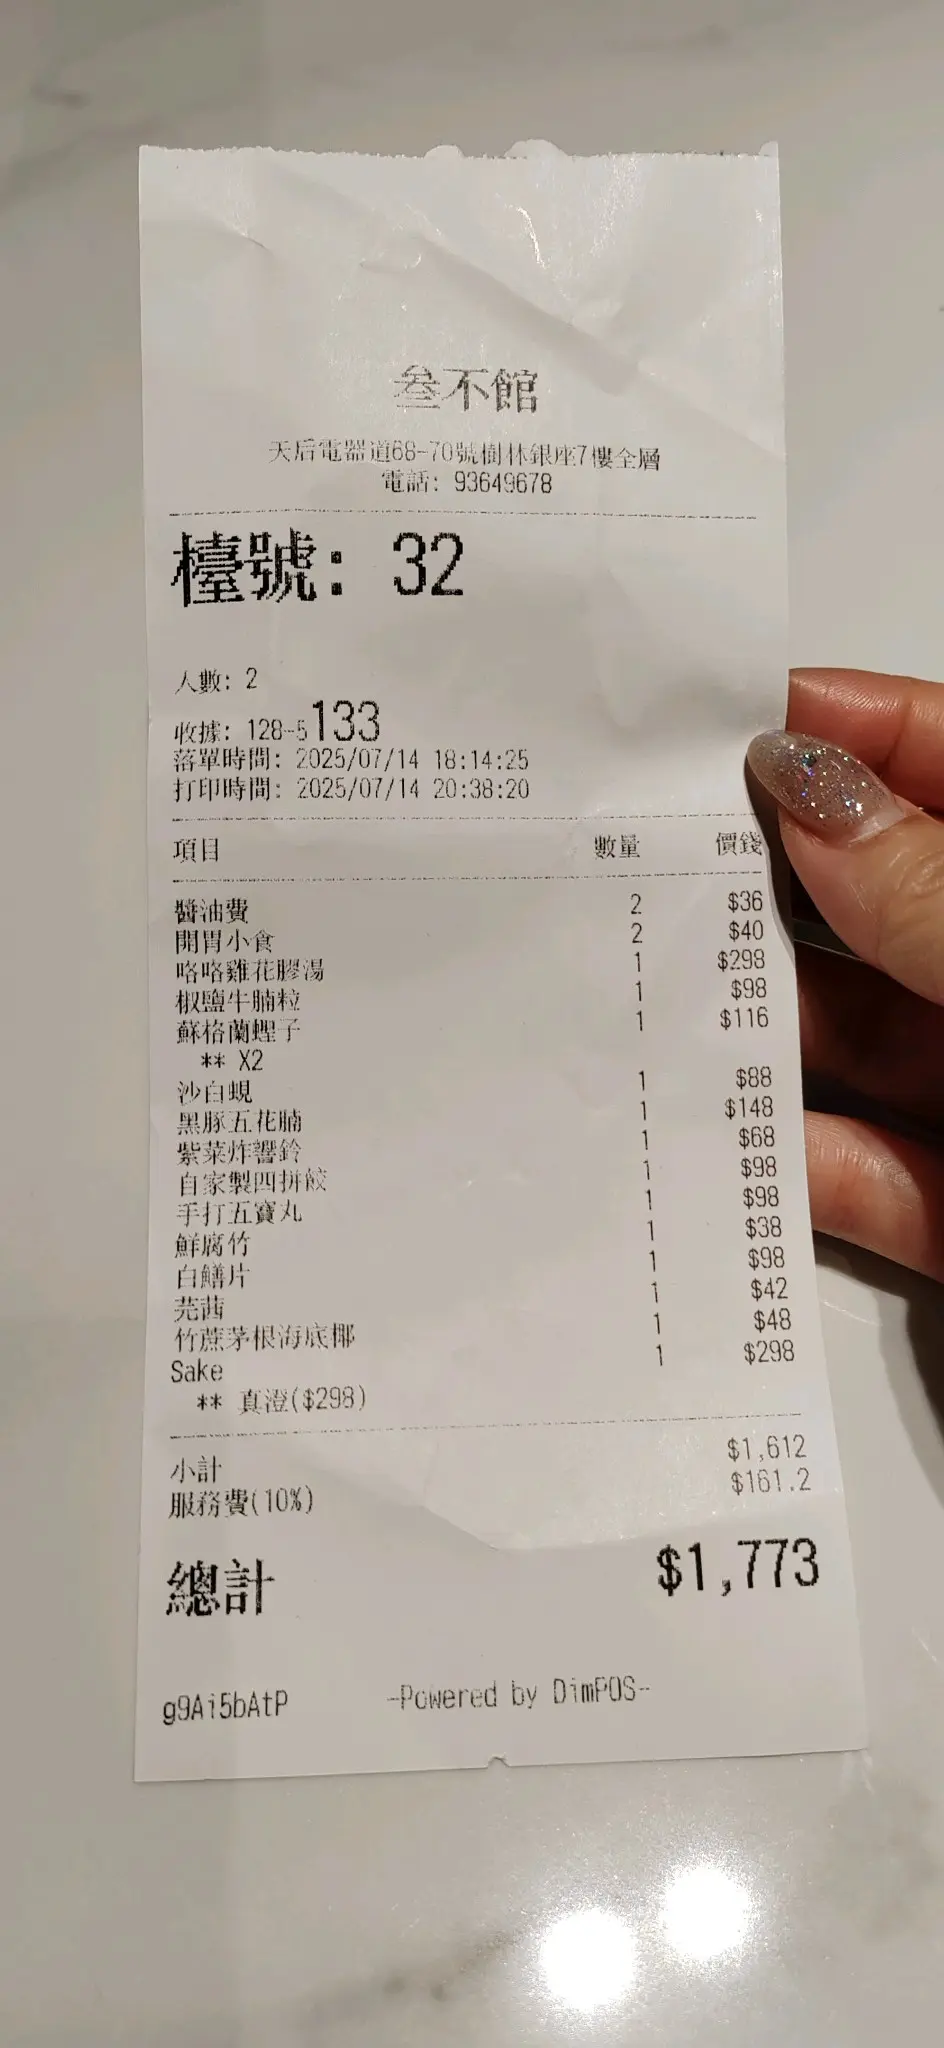 叁不館
天后電器道68-70號樹林銀座7樓全層
電話: 93649678
檯號: 32
人數: 2
收據: 128-5133
落單時間: 2025/07/14 18:14:25
打印時間: 2025/07/14 20:38:20
項目 數量 價錢
醬油費 2 $36
開胃小食 2 $40
咯咯雞花膠湯 1 $298
椒鹽牛腩粒 1 $98
蘇格蘭蟶子 1 $116
** X2
沙白蜆 1 $88
黑豚五花腩 1 $148
紫菜炸響鈴 1 $68
自家製四拼餃 1 $98
手打五寶丸 1 $98
鮮腐竹 1 $38
白鱔片 1 $98
芫茜 1 $42
竹蔗茅根海底椰 1 $48
Sake 1 $298
** 真澄($298)
小計 $1,612
服務費(10%) $161.2
總計 $1,773
g9Ai5bAtP -Powered by DimPOS-